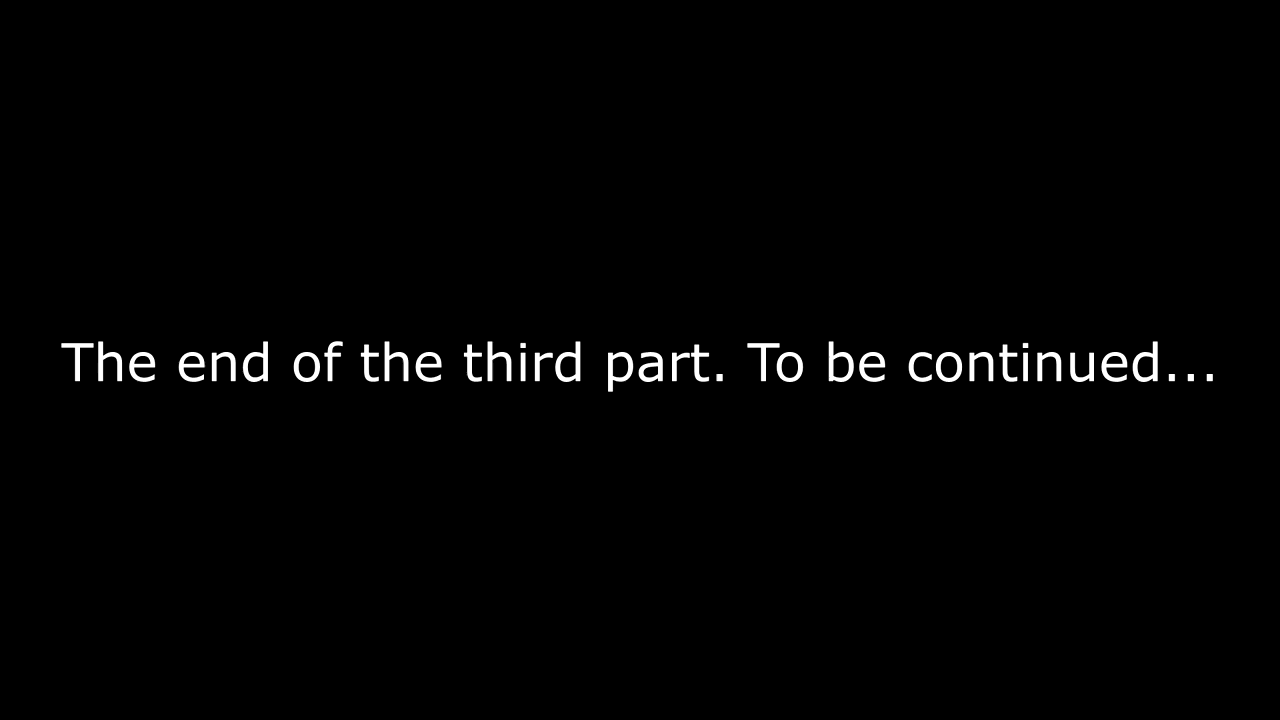 The end of the third part. To be continued...